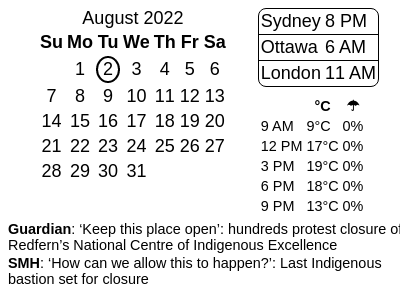 August 2022
Su Mo Tu We Th Fr Sa
1 2 3 4 5 6
7 8 9 10 11 12 13
14 15 16 17 18 19 20
21 22 23 24 25 26 27
28 29 30 31
Sydney 8 PM
Ottawa 6 AM
London 11 AM
°C ☂
9 AM 9°C 0%
12 PM 17°C 0%
3 PM 19°C 0%
6 PM 18°C 0%
9 PM 13°C 0%
Guardian: ‘Keep this place open’: hundreds protest closure of
Redfern’s National Centre of Indigenous Excellence
SMH: ‘How can we allow this to happen?’: Last Indigenous
bastion set for closure